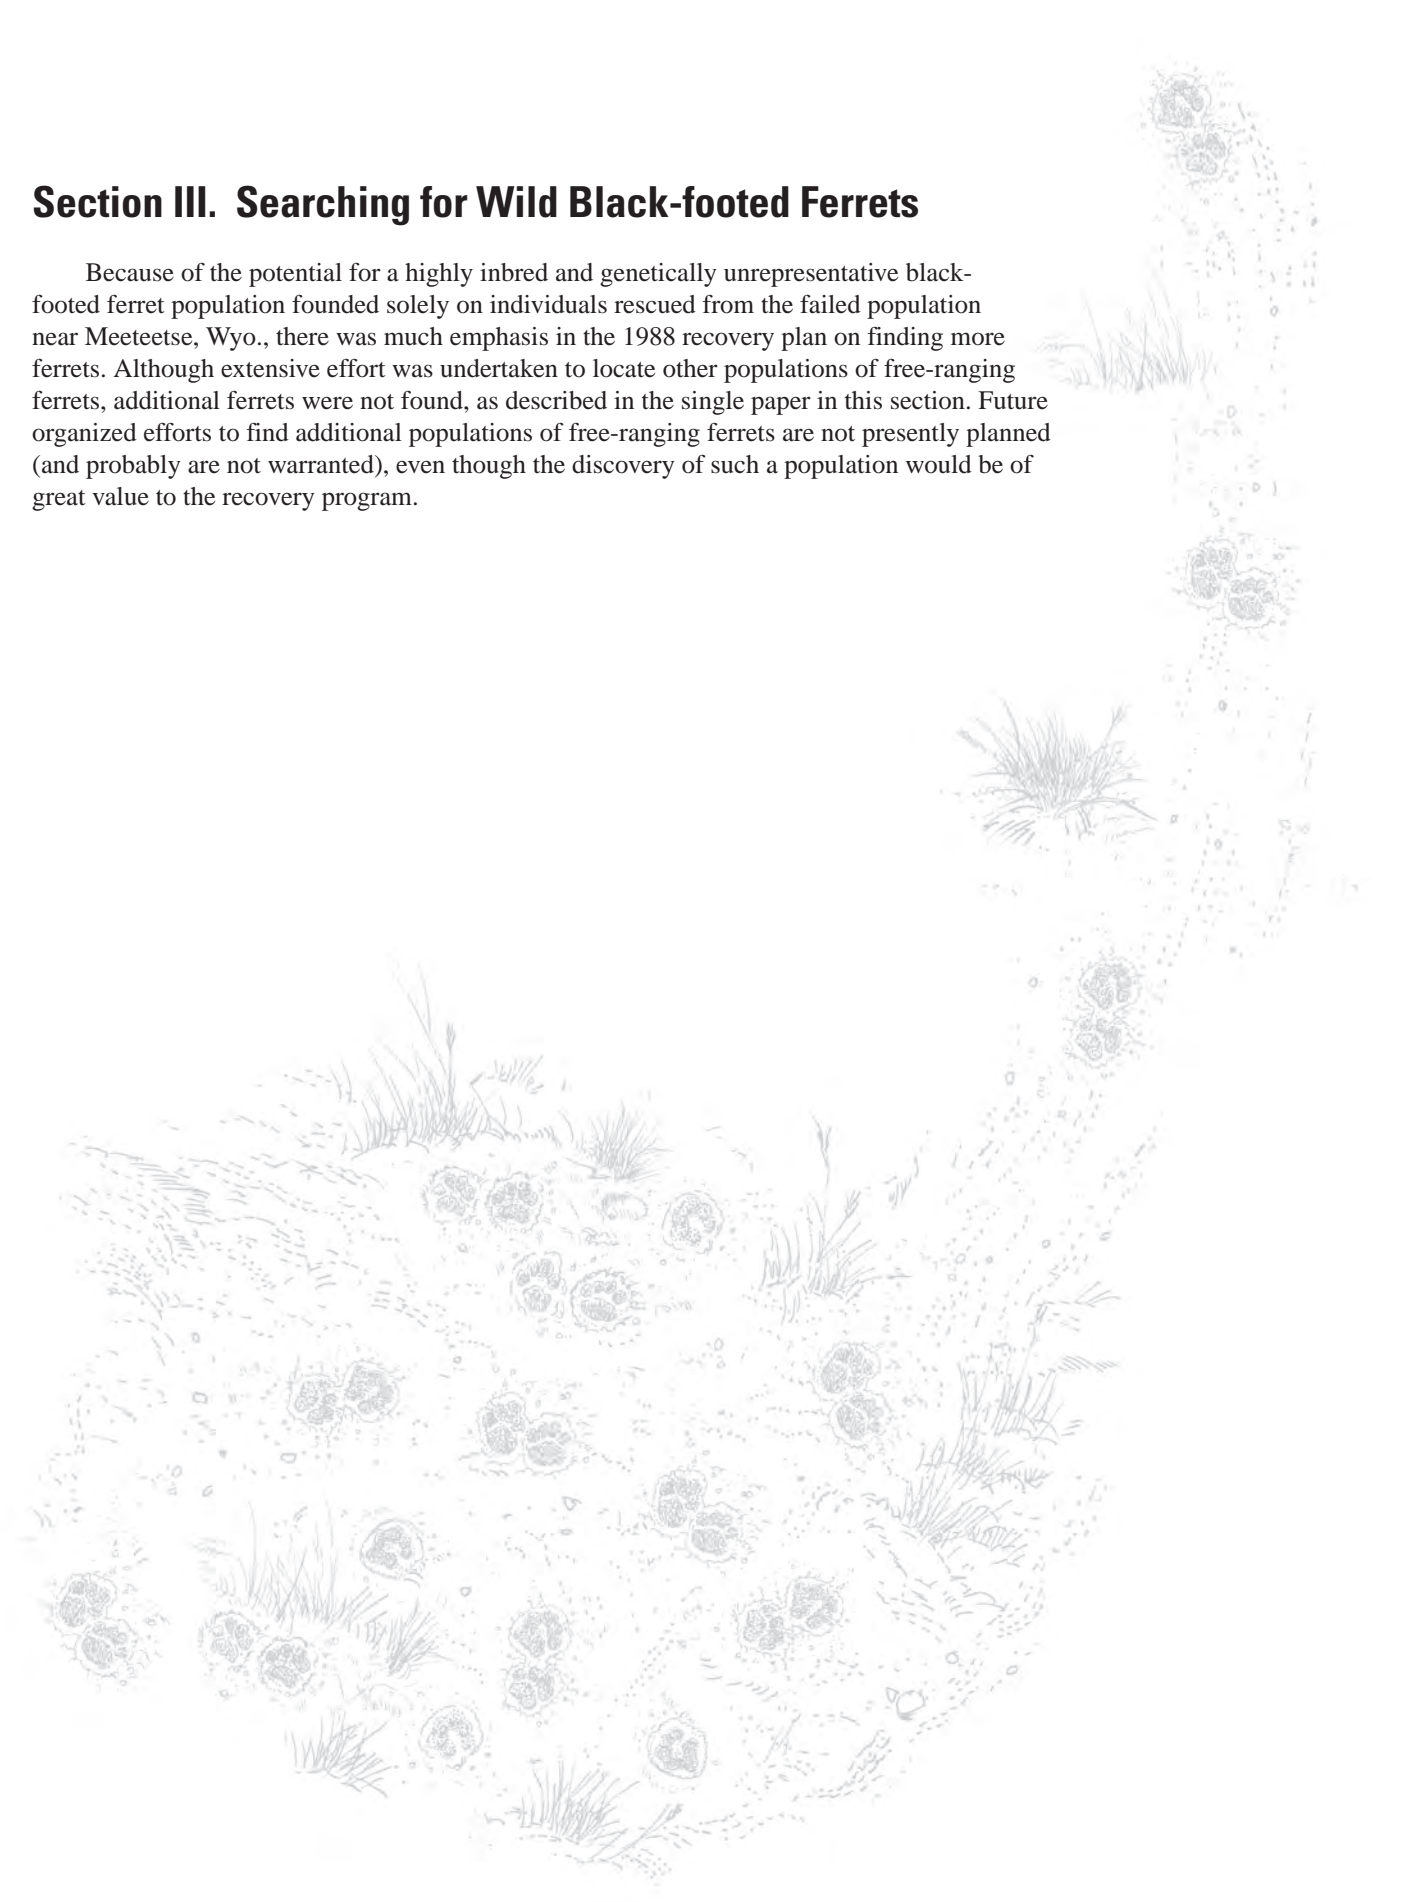 Section III. Searching for Wild Black-footed Ferrets
Because of the potential for a highly inbred and genetically unrepresentative black-
footed ferret population founded solely on individuals rescued from the failed population
near Meeteetse, Wyo., there was much emphasis in the 1988 recovery plan on finding more
ferrets. Although extensive effort was undertaken to locate other populations of free-ranging
ferrets, additional ferrets were not found, as described in the single paper in this section. Future
organized efforts to find additional populations of free-ranging ferrets are not presently planned
(and probably are not warranted), even though the discovery of such a population would be of
great value to the recovery program.